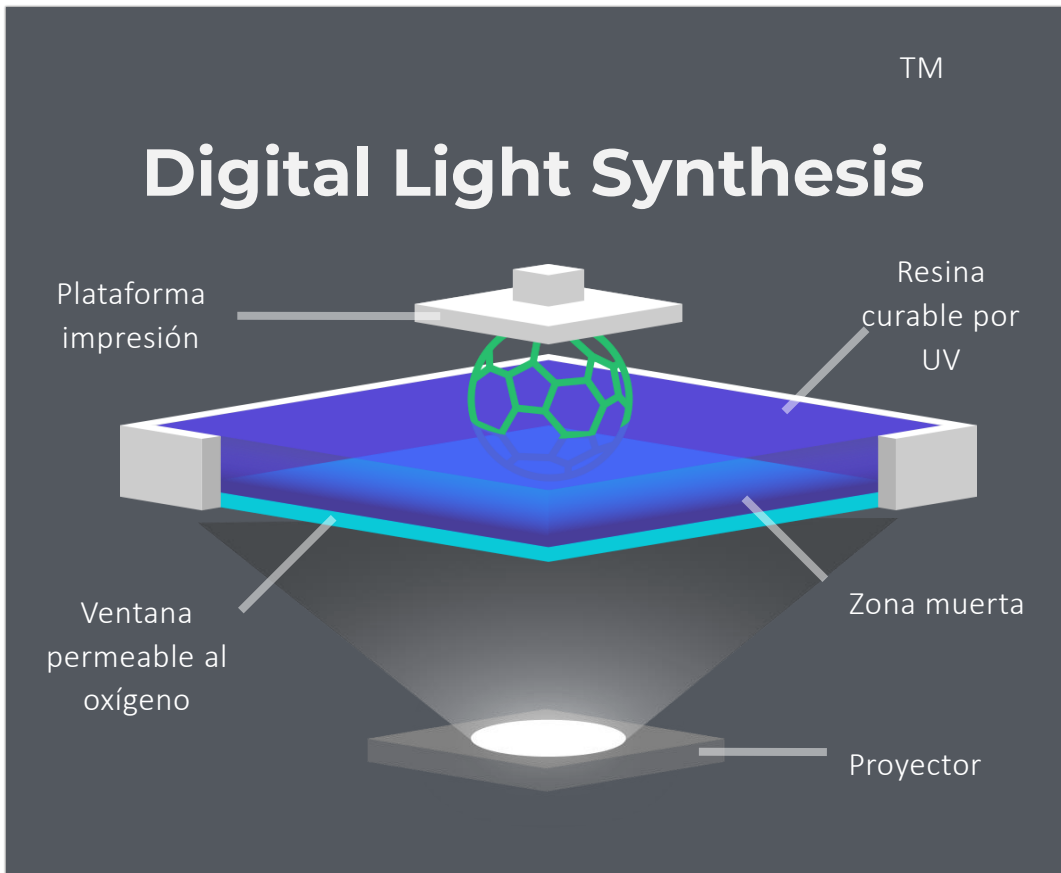 TM
Digital Light Synthesis
Plataforma
impresión
Resina
curable por
UV
Ventana
permeable al
oxígeno
Zona muerta
Proyector